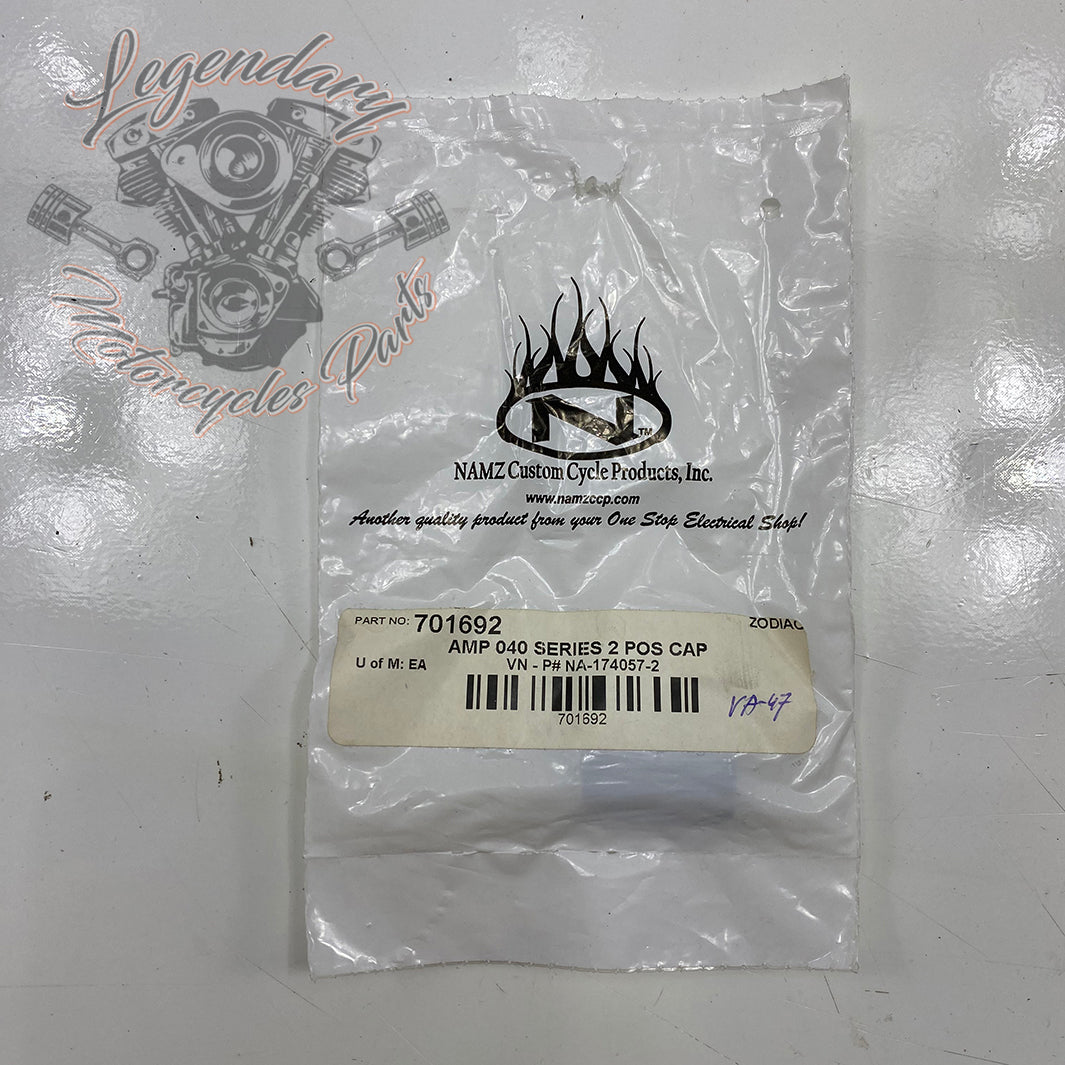 Legendary
Motorcycles Parts
N™
NAMZ Custom Cycle Products, Inc.
www.namzccp.com
Another quality product from your One Stop Electrical Shop!
PART NO: 701692 ZODIAC
AMP 040 SERIES 2 POS CAP
U of M: EA VN - P# NA-174057-2
701692
VA-47